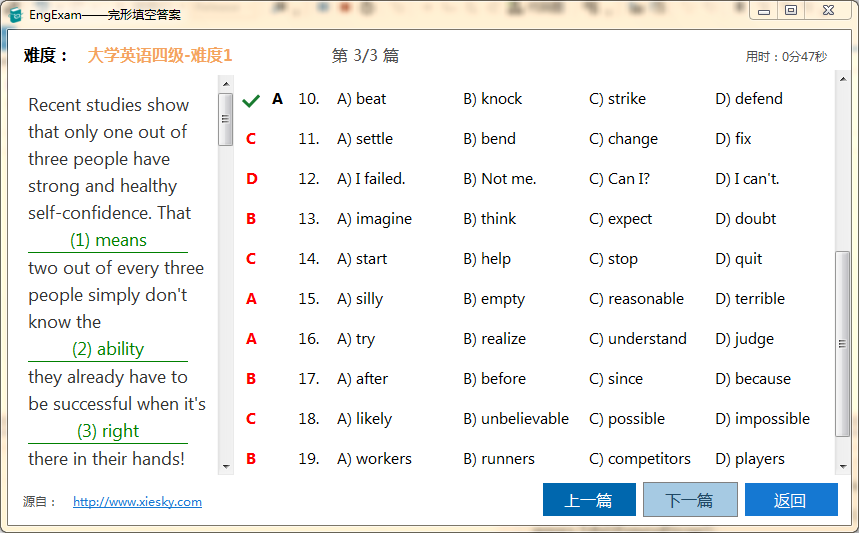 EngExam——完形填空答案
难度： 大学英语四级-难度1 第 3/3 篇 用时：0分47秒
Recent studies show
that only one out of
three people have
strong and healthy
self-confidence. That
(1) means
two out of every three
people simply don't
know the
(2) ability
they already have to
be successful when it's
(3) right
there in their hands!
A 10. A) beat B) knock C) strike D) defend
C 11. A) settle B) bend C) change D) fix
D 12. A) I failed. B) Not me. C) Can I? D) I can't.
B 13. A) imagine B) think C) expect D) doubt
C 14. A) start B) help C) stop D) quit
A 15. A) silly B) empty C) reasonable D) terrible
A 16. A) try B) realize C) understand D) judge
B 17. A) after B) before C) since D) because
C 18. A) likely B) unbelievable C) possible D) impossible
B 19. A) workers B) runners C) competitors D) players
源自： http://www.xiesky.com 上一篇 下一篇 返回